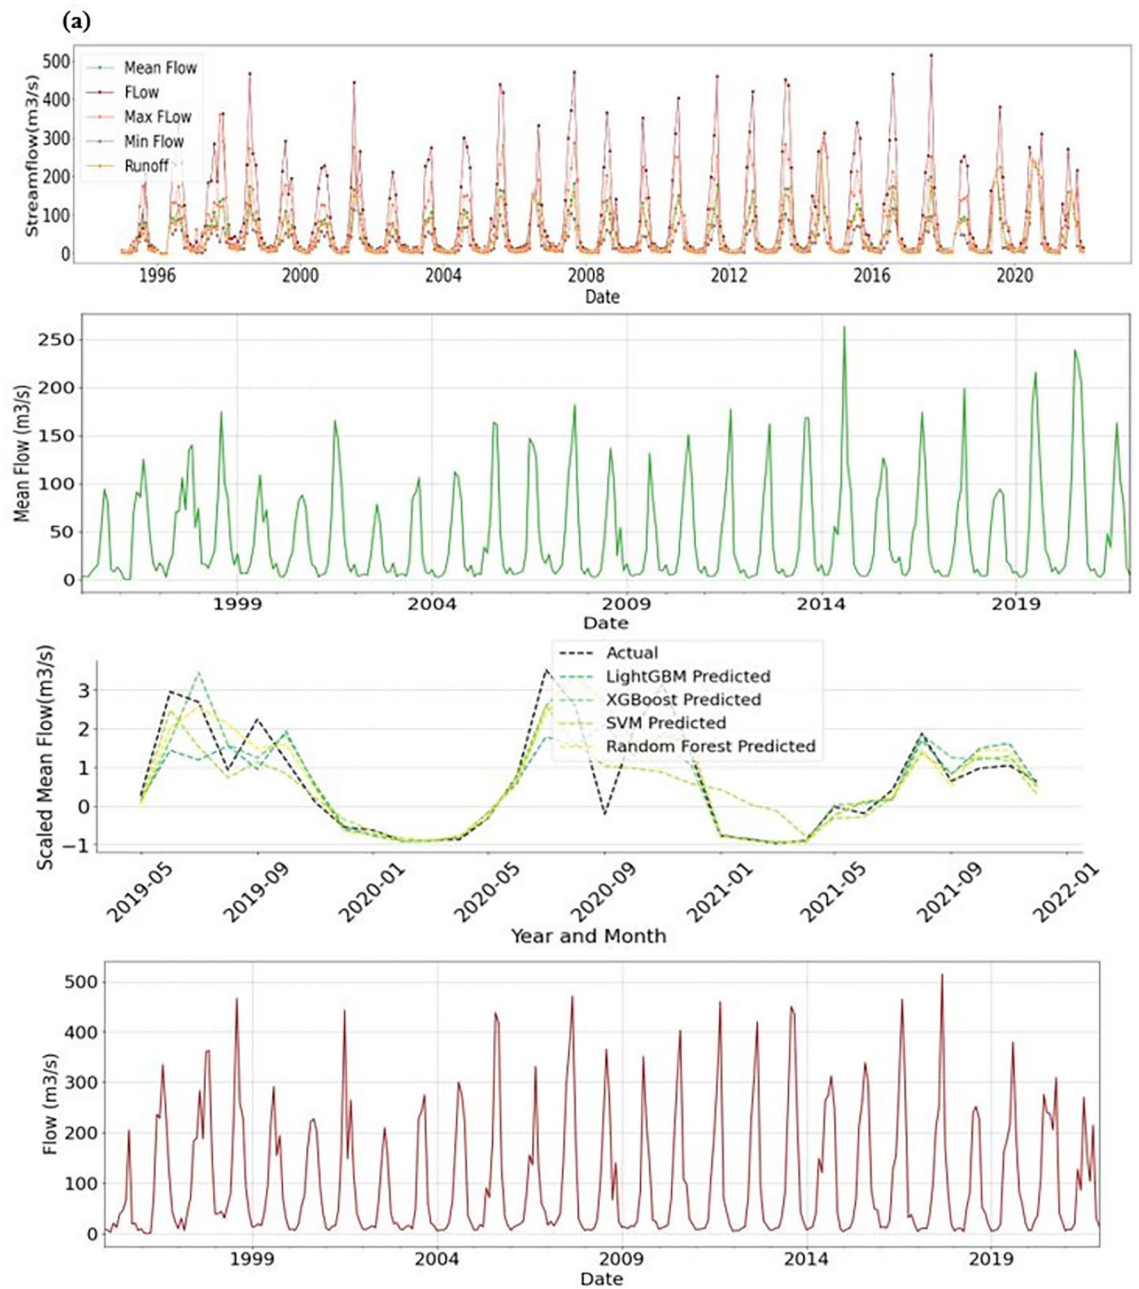 (a)
Streamflow(m3/s)
500
400
300
200
100
0
Mean Flow
FLow
Max FLow
Min Flow
Runoff
1996 2000 2004 2008 2012 2016 2020
Date
Mean Flow (m3/s)
250
200
150
100
50
0
1999 2004 2009 2014 2019
Date
Scaled Mean Flow(m3/s)
3
2
1
0
−1
Actual
LightGBM Predicted
XGBoost Predicted
SVM Predicted
Random Forest Predicted
2019-05 2019-09 2020-01 2020-05 2020-09 2021-01 2021-05 2021-09 2022-01
Year and Month
Flow (m3/s)
500
400
300
200
100
0
1999 2004 2009 2014 2019
Date